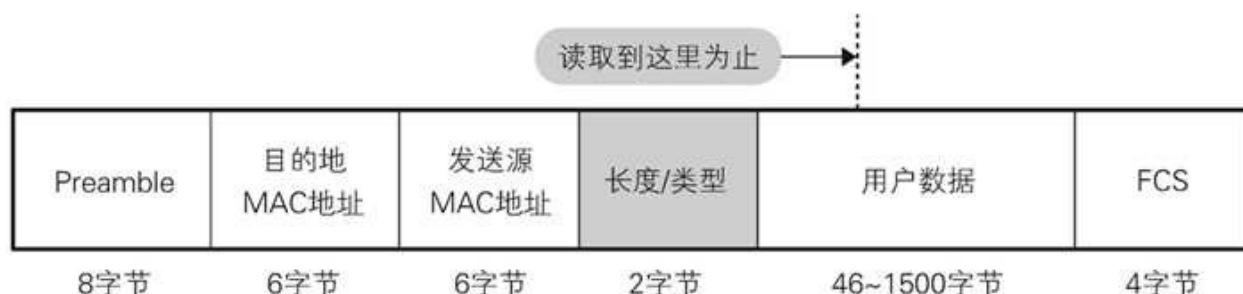 读取到这里为止
Preamble
目的地
MAC地址
发送源
MAC地址
长度/类型
用户数据
FCS
8字节
6字节
6字节
2字节
46~1500字节
4字节